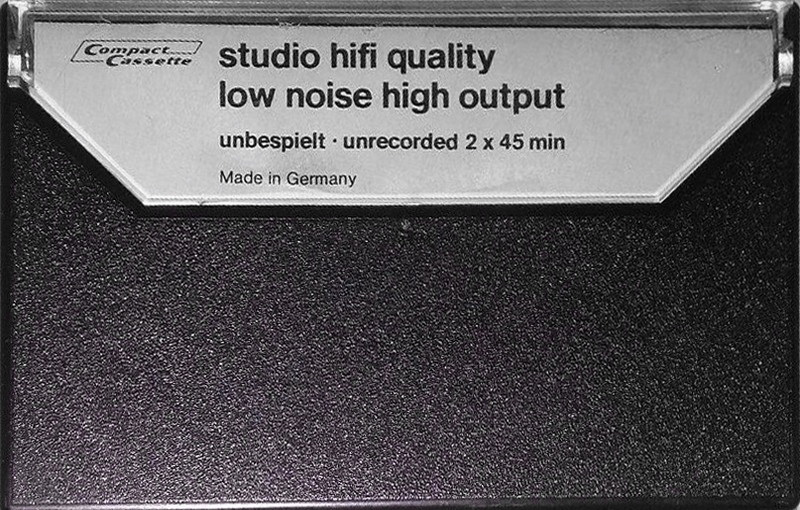 Compact
Cassette
studio hifi quality
low noise high output
unbespielt · unrecorded 2 x 45 min
Made in Germany